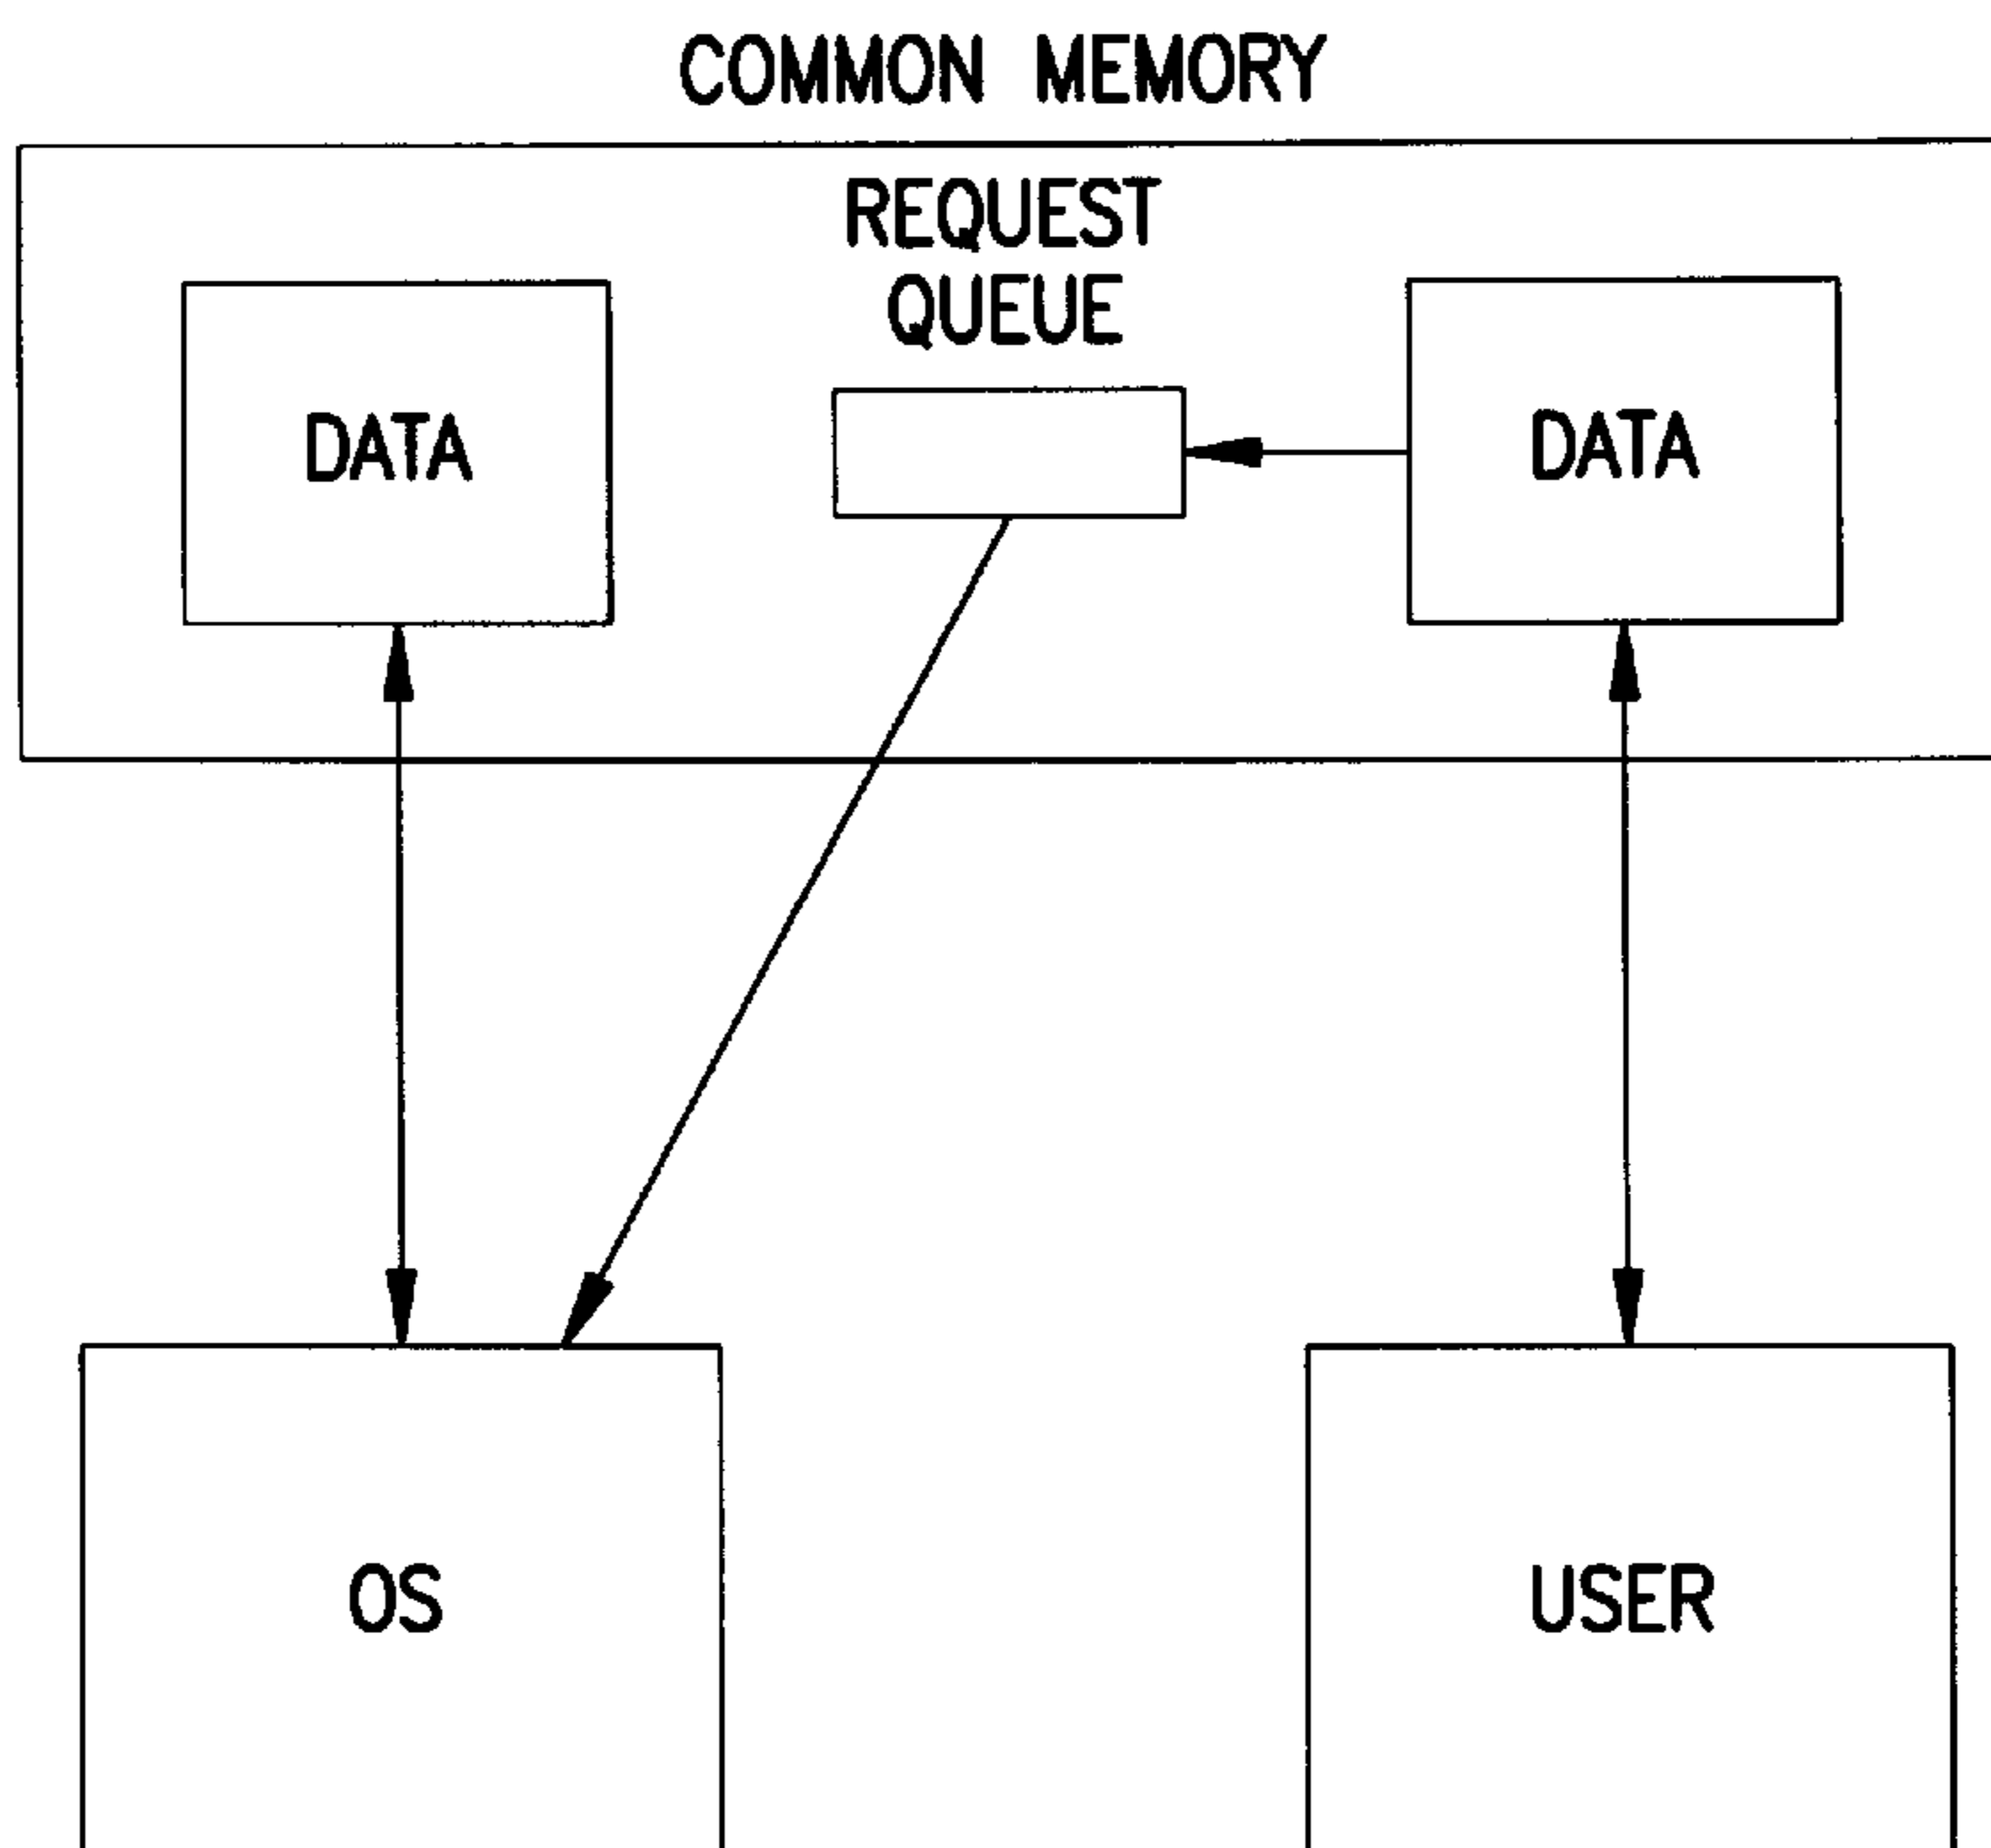 COMMON MEMORY
REQUEST
QUEUE
DATA
DATA
OS
USER